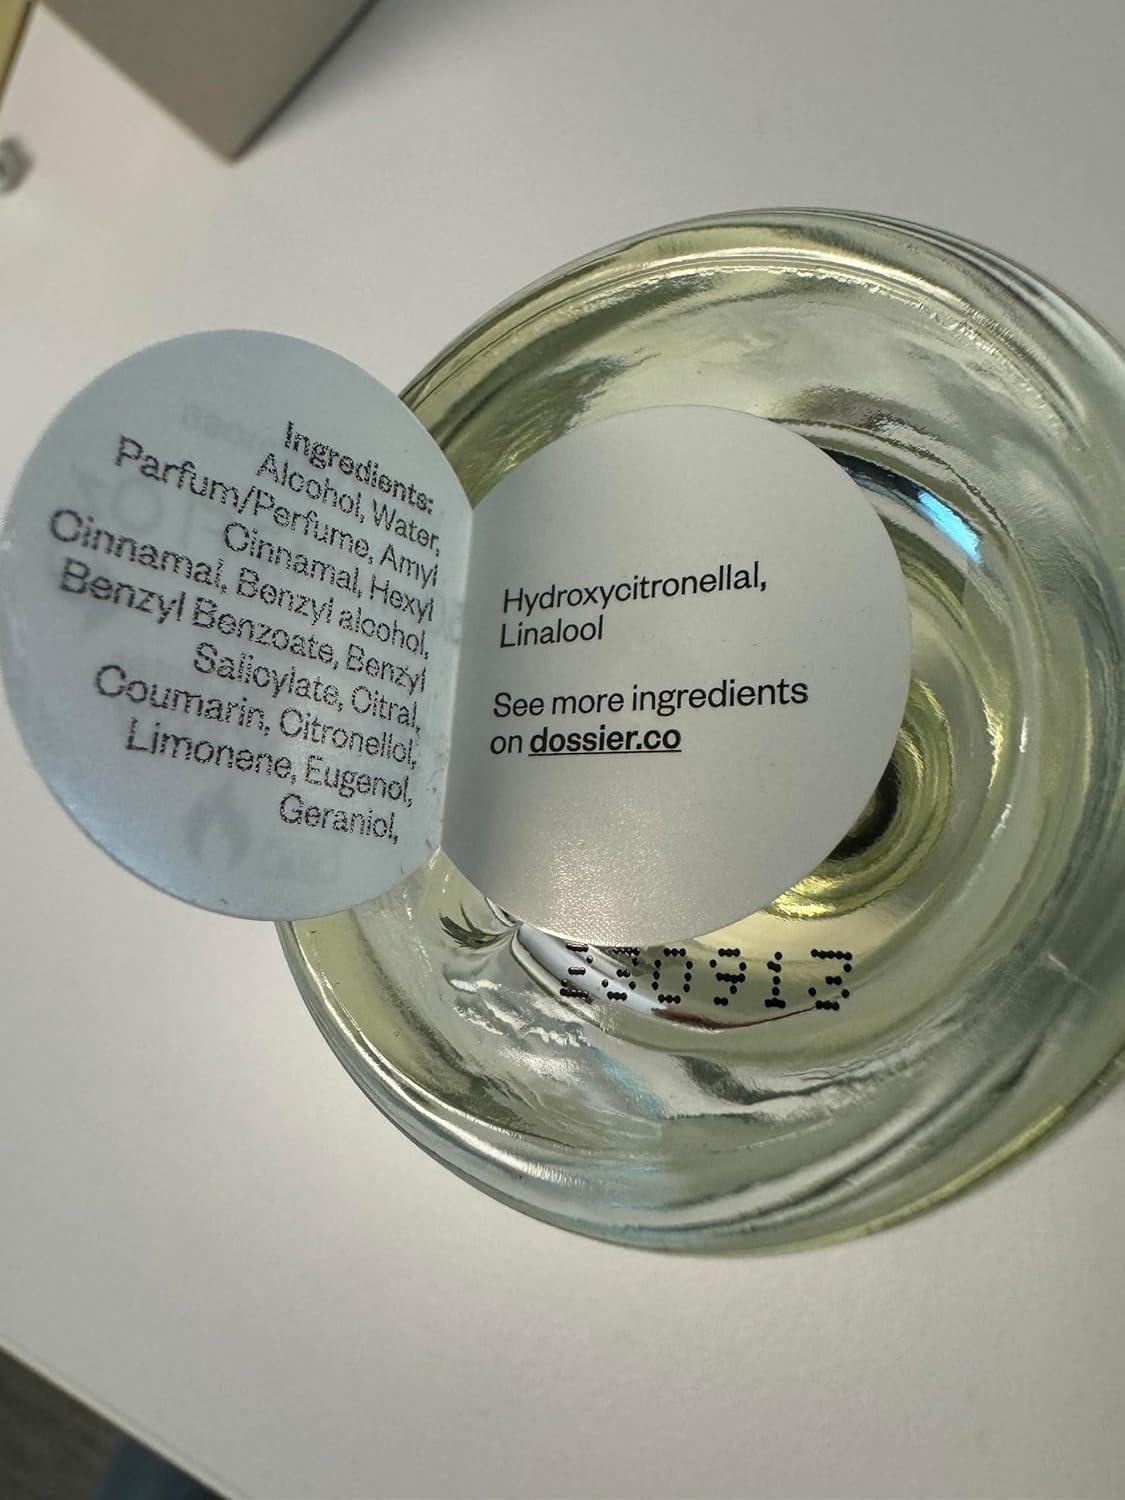 Ingredients:
Alcohol, Water,
Parfum/Perfume, Amyl
Cinnamal, Hexyl
Cinnamal, Benzyl alcohol,
Benzyl Benzoate, Benzyl
Salicylate, Citral,
Coumarin, Citronellol,
Limonene, Eugenol,
Geraniol,
Hydroxycitronellal,
Linalool
See more ingredients
on dossier.co